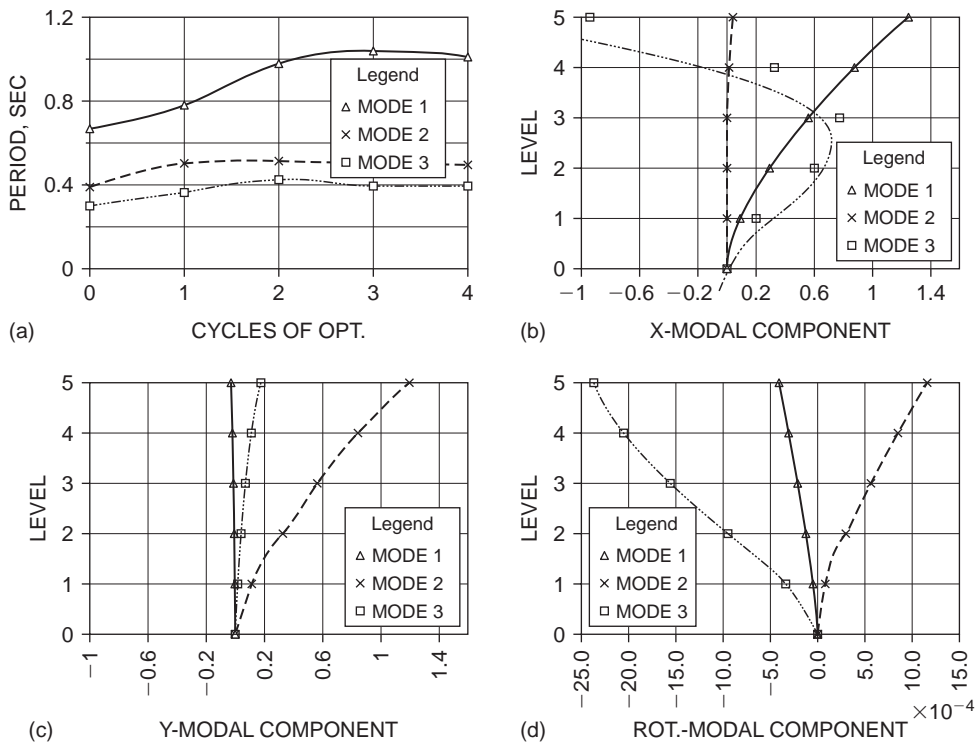 1.2
0.8
0.4
0
PERIOD, SEC
Legend
MODE 1
MODE 2
MODE 3
0 1 2 3 4
(a) CYCLES OF OPT.
5
4
3
2
1
0
LEVEL
Legend
MODE 1
MODE 2
MODE 3
−1 −0.6 −0.2 0.2 0.6 1 1.4
(b) X-MODAL COMPONENT
5
4
3
2
1
0
LEVEL
Legend
MODE 1
MODE 2
MODE 3
−1 −0.6 −0.2 0.2 0.6 1 1.4
(c) Y-MODAL COMPONENT
5
4
3
2
1
0
LEVEL
Legend
MODE 1
MODE 2
MODE 3
−25.0 −20.0 −15.0 −10.0 −5.0 0.0 5.0 10.0 15.0
×10−4
(d) ROT.-MODAL COMPONENT